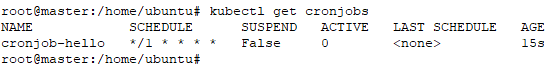 root@master:/home/ubuntu# kubectl get cronjobs
NAME            SCHEDULE      SUSPEND   ACTIVE   LAST SCHEDULE   AGE
cronjob-hello   */1 * * * *   False     0        <none>          15s
root@master:/home/ubuntu#